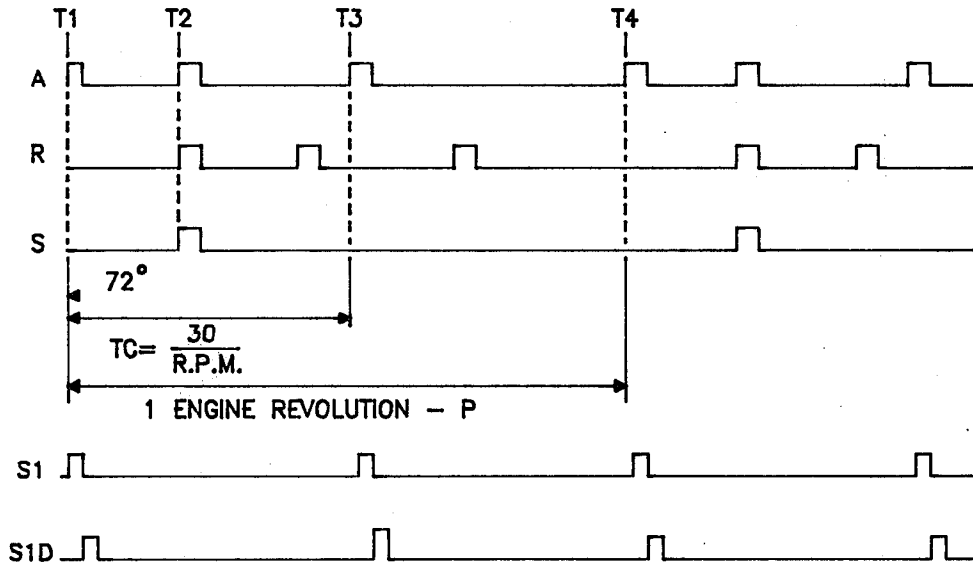 T1 T2 T3 T4
A
R
S
72°
TC= 30
R.P.M.
1 ENGINE REVOLUTION - P
S1
S1D